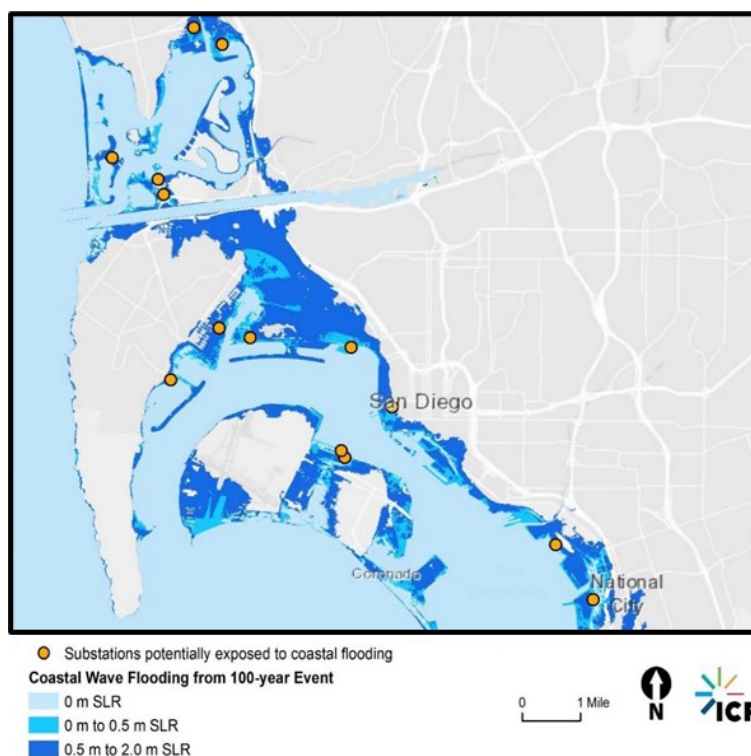 San Diego
Coronado
National
City
Substations potentially exposed to coastal flooding
Coastal Wave Flooding from 100-year Event
0 m SLR
0 m to 0.5 m SLR
0.5 m to 2.0 m SLR
0 1 Mile
N
ICF